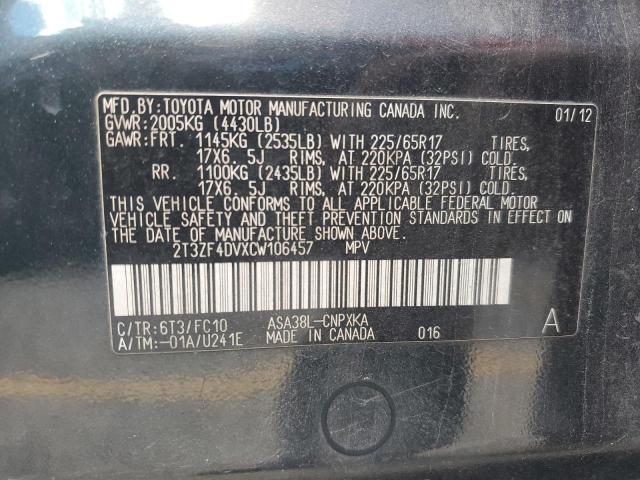 MFD.BY:TOYOTA MOTOR MANUFACTURING CANADA INC. 01/12
GVWR:2005KG (4430LB)
GAWR:FRT. 1145KG (2535LB) WITH 225/65R17 TIRES,
17X6. 5J RIMS, AT 220KPA (32PSI) COLD.
RR. 1100KG (2435LB) WITH 225/65R17 TIRES,
17X6. 5J RIMS, AT 220KPA (32PSI) COLD.
THIS VEHICLE CONFORMS TO ALL APPLICABLE FEDERAL MOTOR
VEHICLE SAFETY AND THEFT PREVENTION STANDARDS IN EFFECT ON
THE DATE OF MANUFACTURE SHOWN ABOVE.
2T3ZF4DVXCW106457 MPV
C/TR:6T3/FC10 ASA38L-CNPXKA A
A/TM:-01A/U241E MADE IN CANADA 016